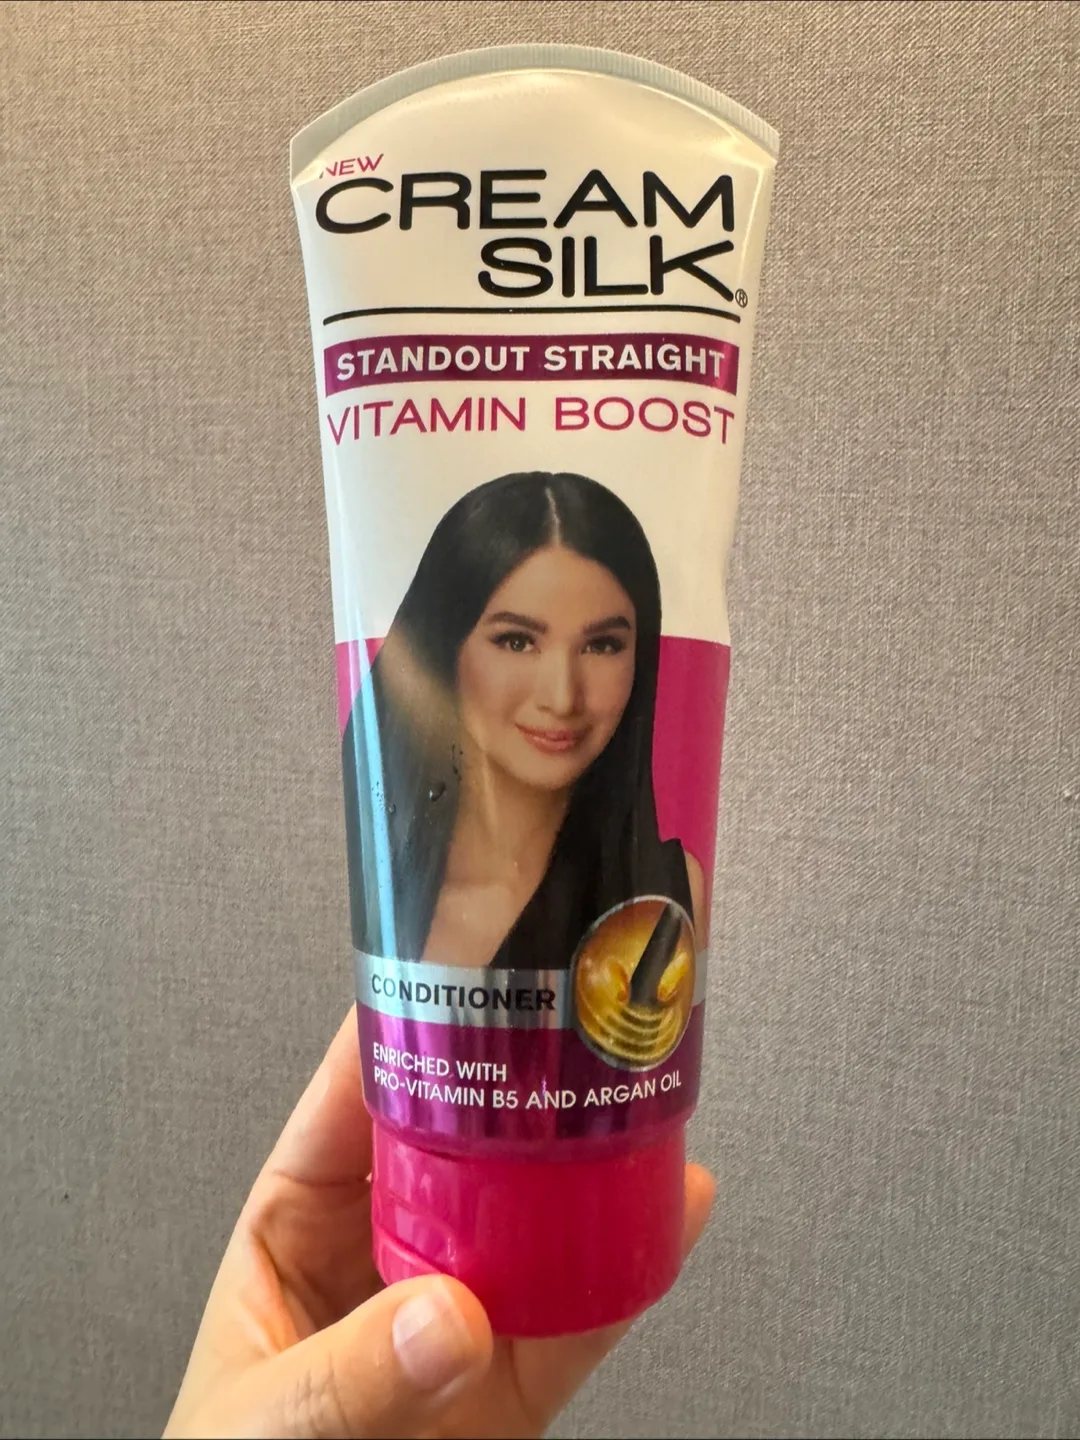 NEW
CREAM
SILK®
STANDOUT STRAIGHT
VITAMIN BOOST
CONDITIONER
ENRICHED WITH
PRO-VITAMIN B5 AND ARGAN OIL